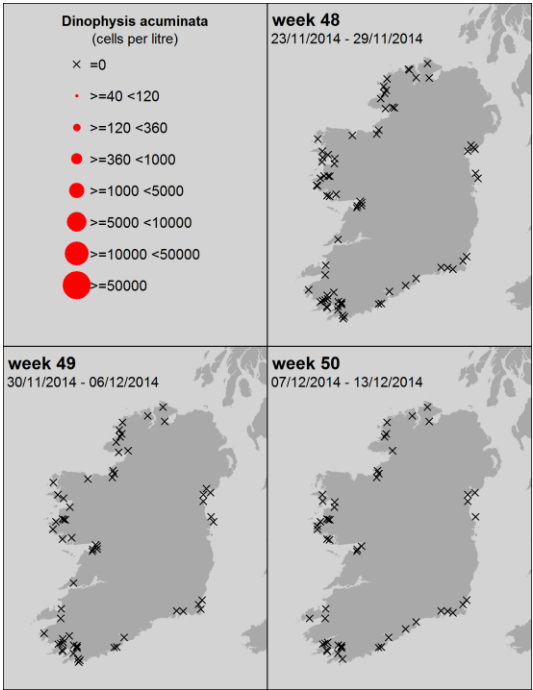 Dinophysis acuminata
(cells per litre)
=0
>=40 <120
>=120 <360
>=360 <1000
>=1000 <5000
>=5000 <10000
>=10000 <50000
>=50000
week 48
23/11/2014 - 29/11/2014
week 49
30/11/2014 - 06/12/2014
week 50
07/12/2014 - 13/12/2014